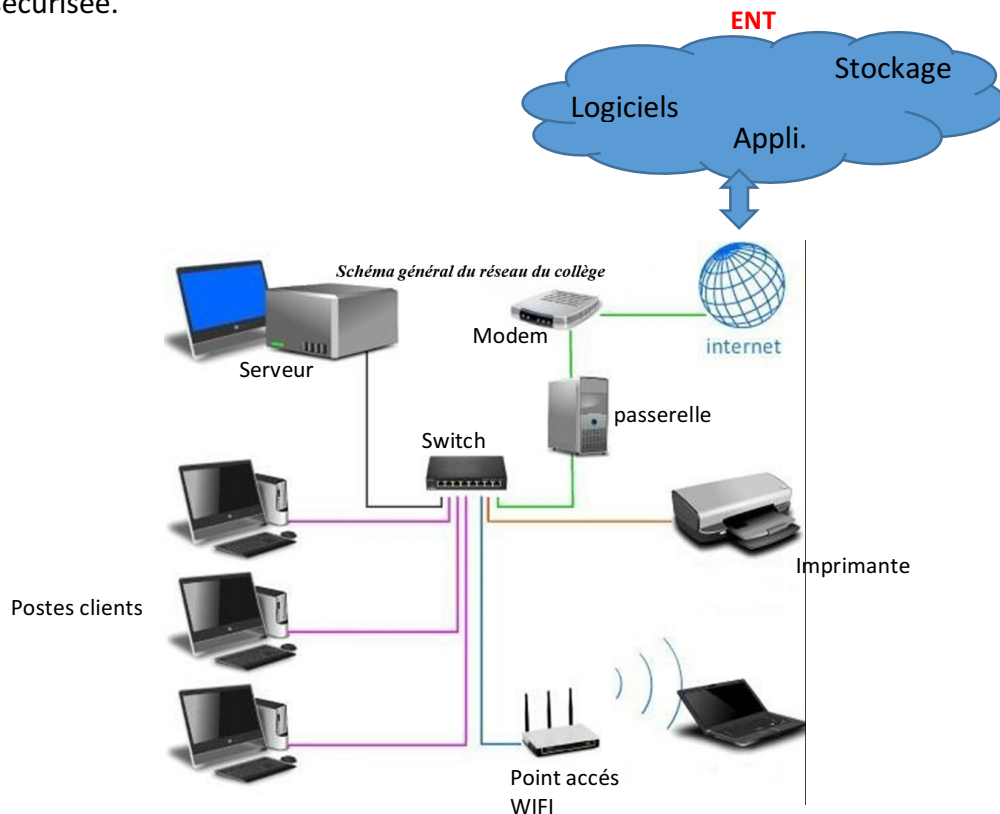 sécurisée.
ENT
Stockage
Logiciels
Appli.
Schéma général du réseau du collège
Modem
internet
Serveur
passerelle
Switch
Imprimante
Postes clients
Point accés
WIFI